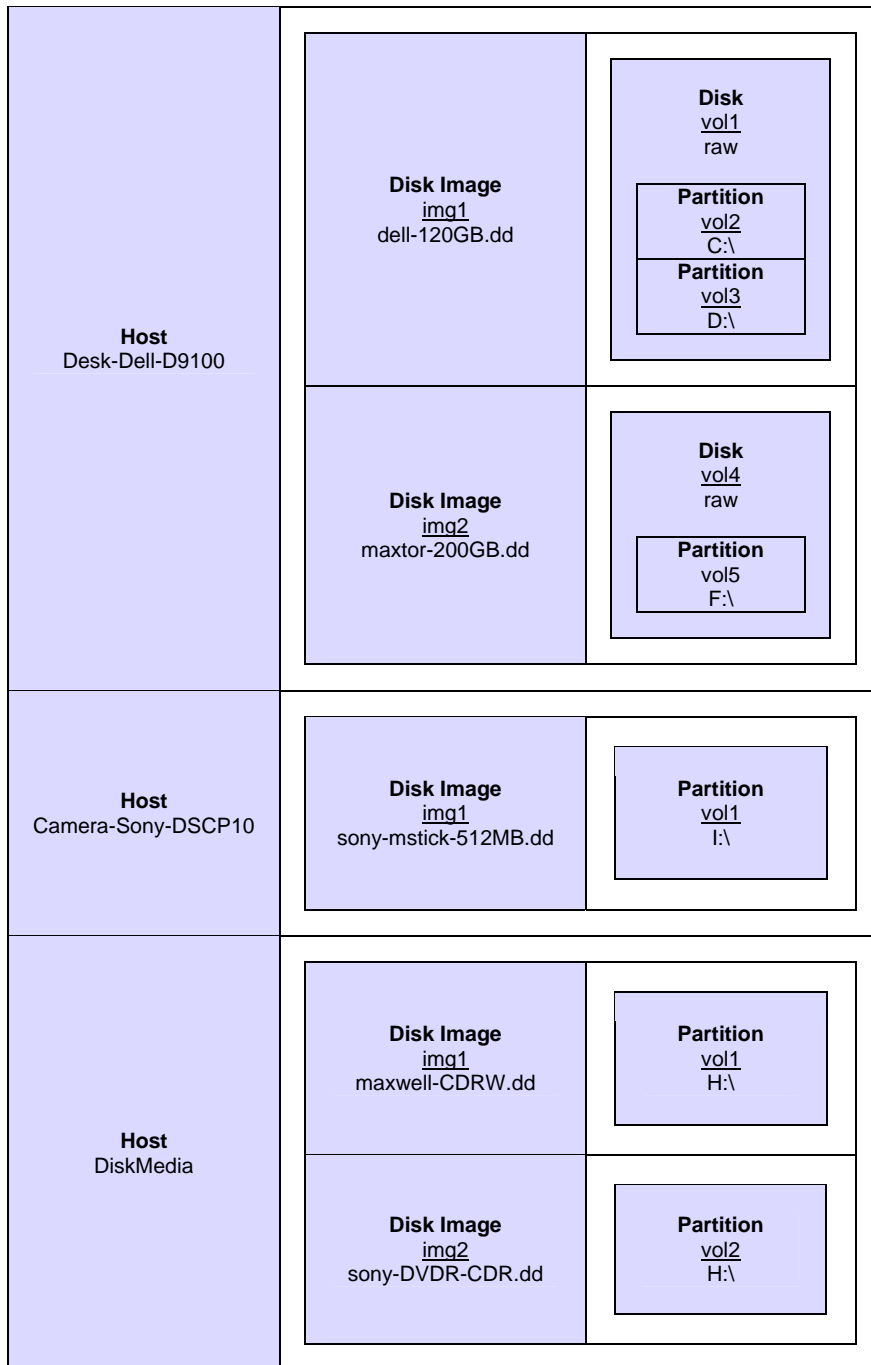 Host
Desk-Dell-D9100
Disk Image
img1
dell-120GB.dd
Disk
vol1
raw
Partition
vol2
C:\
Partition
vol3
D:\
Disk Image
img2
maxtor-200GB.dd
Disk
vol4
raw
Partition
vol5
F:\
Host
Camera-Sony-DSCP10
Disk Image
img1
sony-mstick-512MB.dd
Partition
vol1
I:\
Host
DiskMedia
Disk Image
img1
maxwell-CDRW.dd
Partition
vol1
H:\
Disk Image
img2
sony-DVDR-CDR.dd
Partition
vol2
H:\